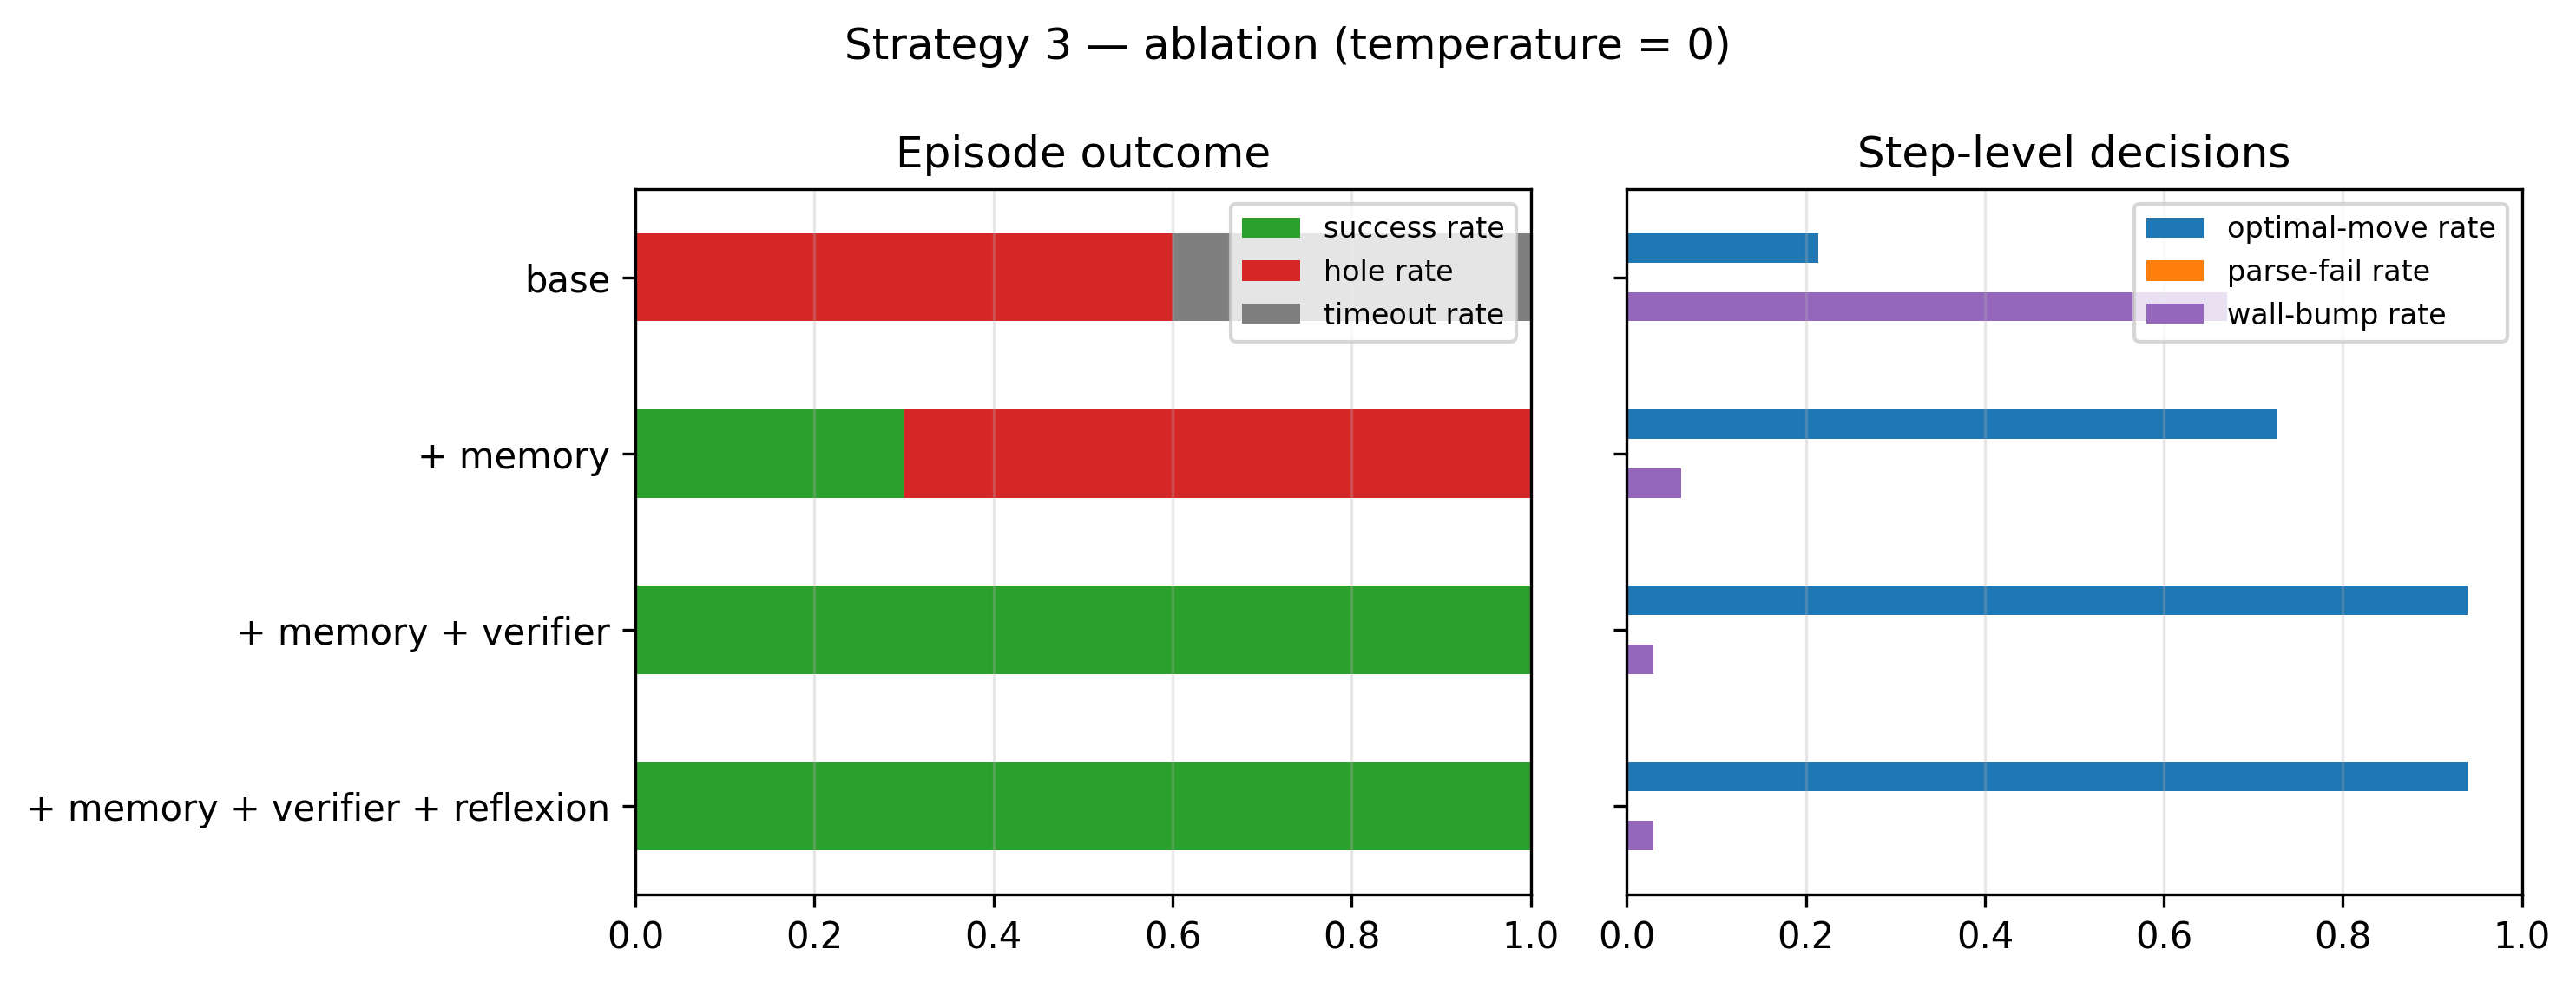 Strategy 3 — ablation (temperature = 0)
Episode outcome
success rate
hole rate
timeout rate
base
+ memory
+ memory + verifier
+ memory + verifier + reflexion
0.0 0.2 0.4 0.6 0.8 1.0
Step-level decisions
optimal-move rate
parse-fail rate
wall-bump rate
0.0 0.2 0.4 0.6 0.8 1.0